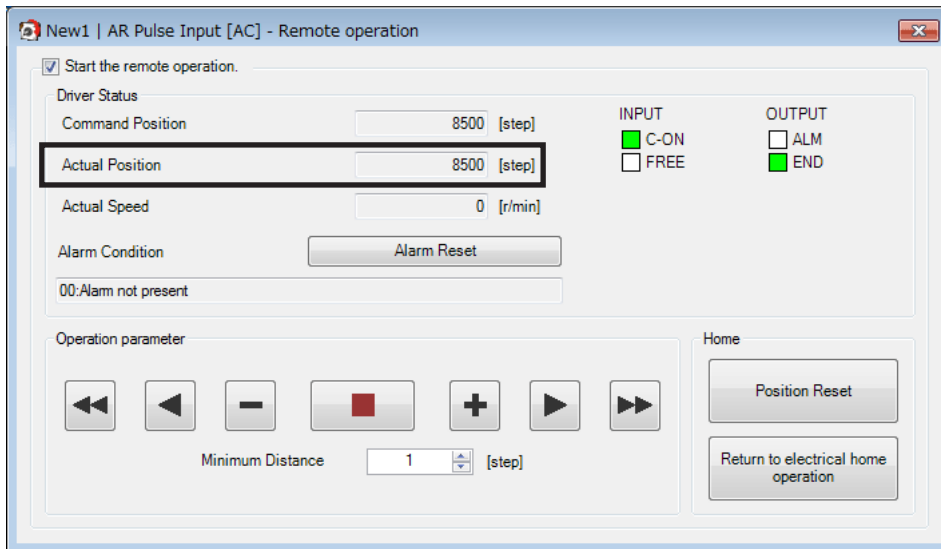 New1 | AR Pulse Input [AC] - Remote operation
Start the remote operation.
Driver Status
Command Position 8500 [step]
Actual Position 8500 [step]
Actual Speed 0 [r/min]
INPUT OUTPUT
C-ON ALM
FREE END
Alarm Condition Alarm Reset
00:Alarm not present
Operation parameter
Minimum Distance 1 [step]
Home
Position Reset
Return to electrical home
operation